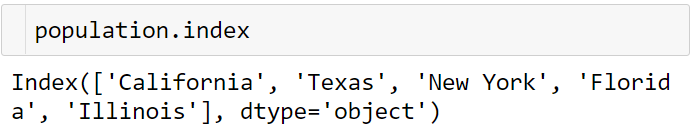 population.index
Index(['California', 'Texas', 'New York', 'Florid
a', 'Illinois'], dtype='object')